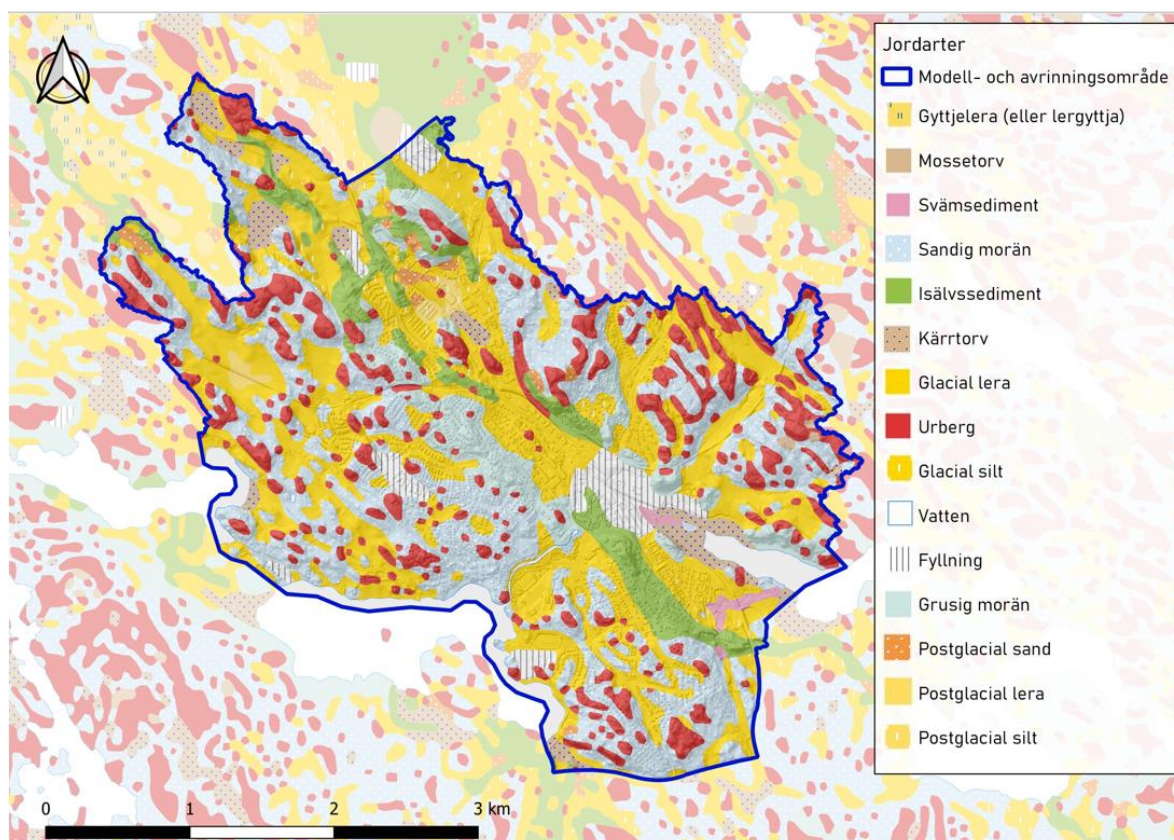 Jordarter
Modell- och avrinningsområde
Gyttjelera (eller lergyttja)
Mossetorv
Svämsediment
Sandig morän
Isälvssediment
Kärrtorv
Glacial lera
Urberg
Glacial silt
Vatten
Fyllning
Grusig morän
Postglacial sand
Postglacial lera
Postglacial silt
0 1 2 3 km